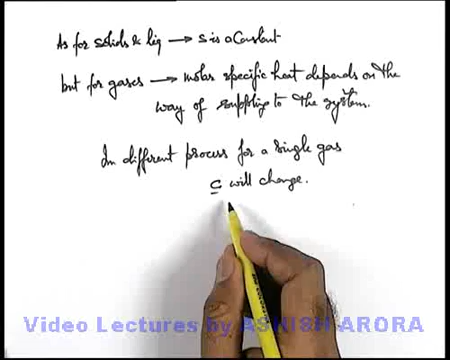 As for solids & liq → s is a Constant
but for gases → molar specific heat depends on the
way of supplying to the system.
In different process for a single gas
C will change.
Video Lectures by ASHISH ARORA